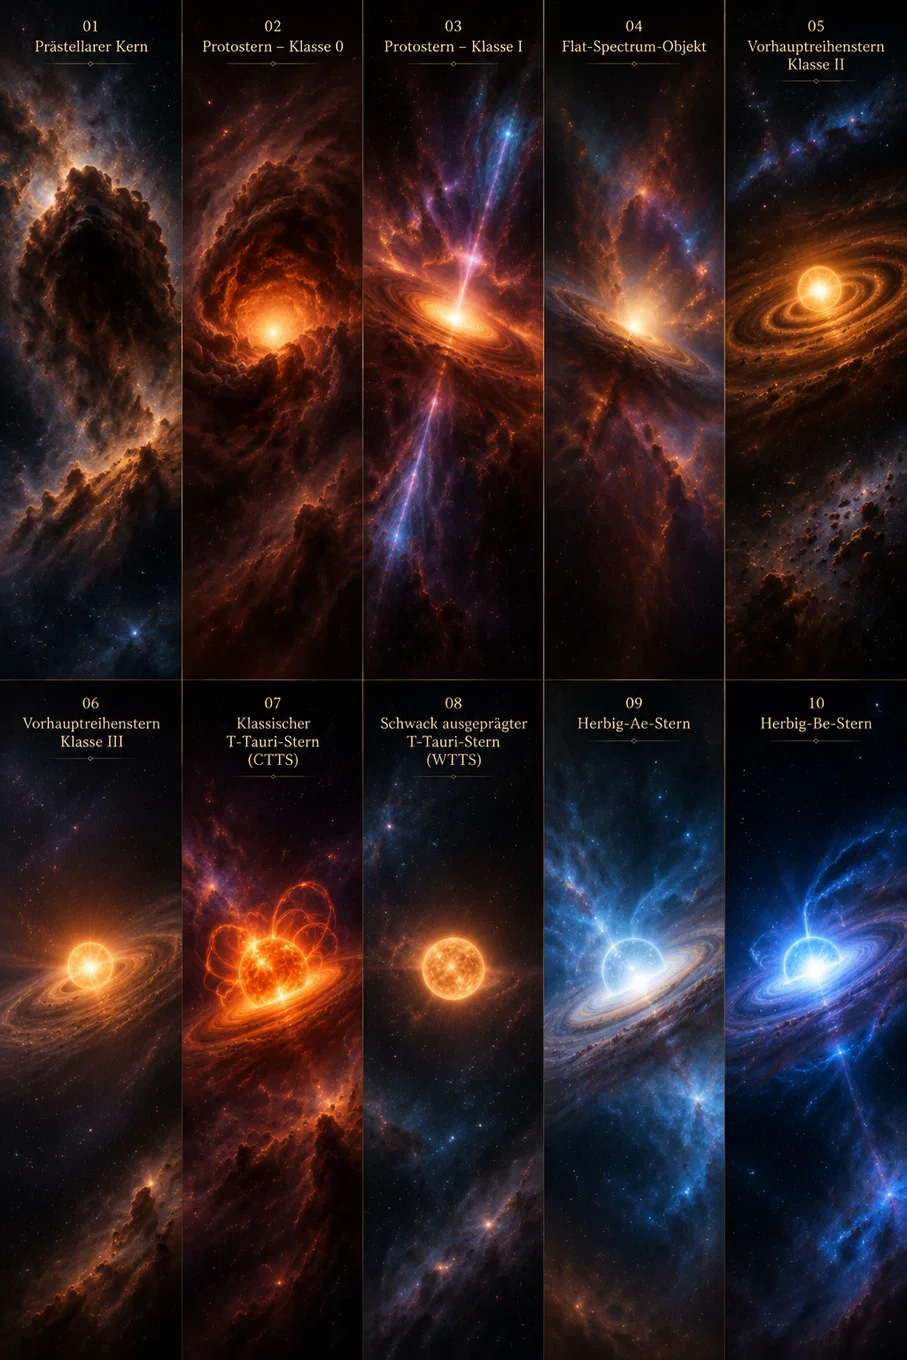 01
Prästellarer Kern
02
Protostern – Klasse 0
03
Protostern – Klasse I
04
Flat-Spectrum-Objekt
05
Vorhauptreihenstern
Klasse II
06
Vorhauptreihenstern
Klasse III
07
Klassischer
T-Tauri-Stern
(CTTS)
08
Schwack ausgeprägter
T-Tauri-Stern
(WTTS)
09
Herbig-Ae-Stern
10
Herbig-Be-Stern